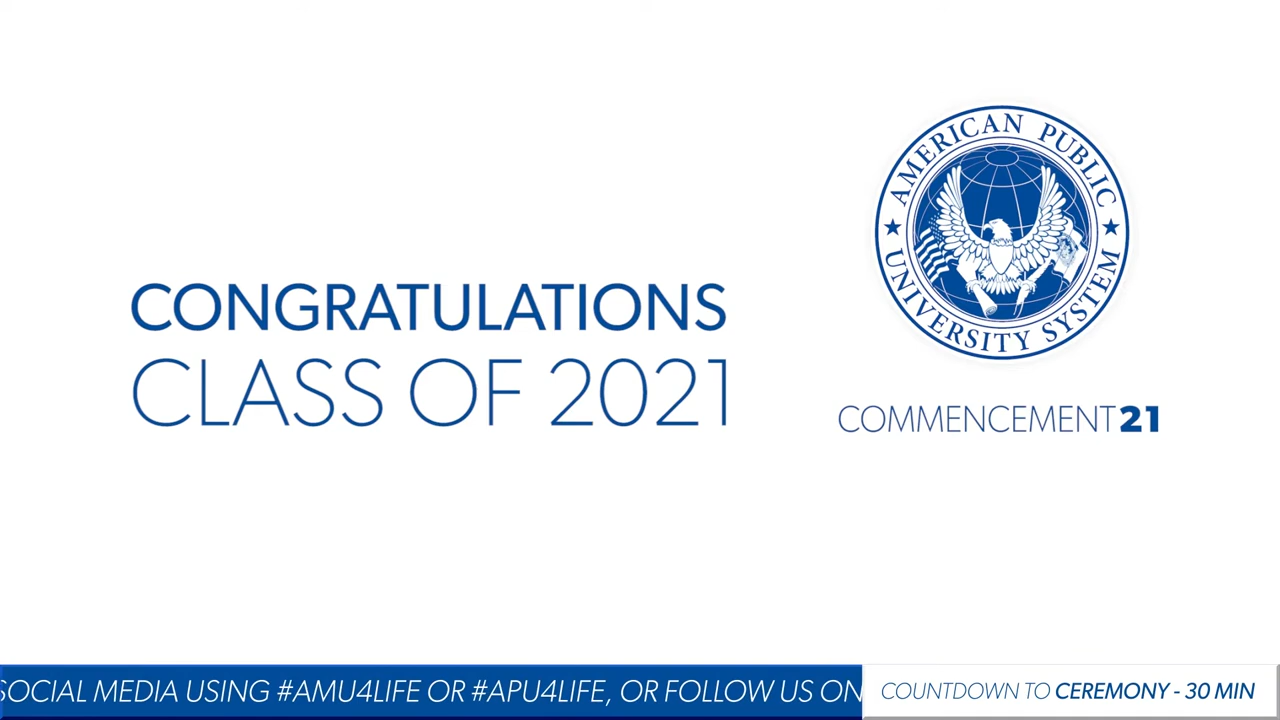 CONGRATULATIONS
CLASS OF 2021
AMERICAN PUBLIC
UNIVERSITY SYSTEM
COMMENCEMENT21
SOCIAL MEDIA USING #AMU4LIFE OR #APU4LIFE, OR FOLLOW US ON
COUNTDOWN TO CEREMONY - 30 MIN